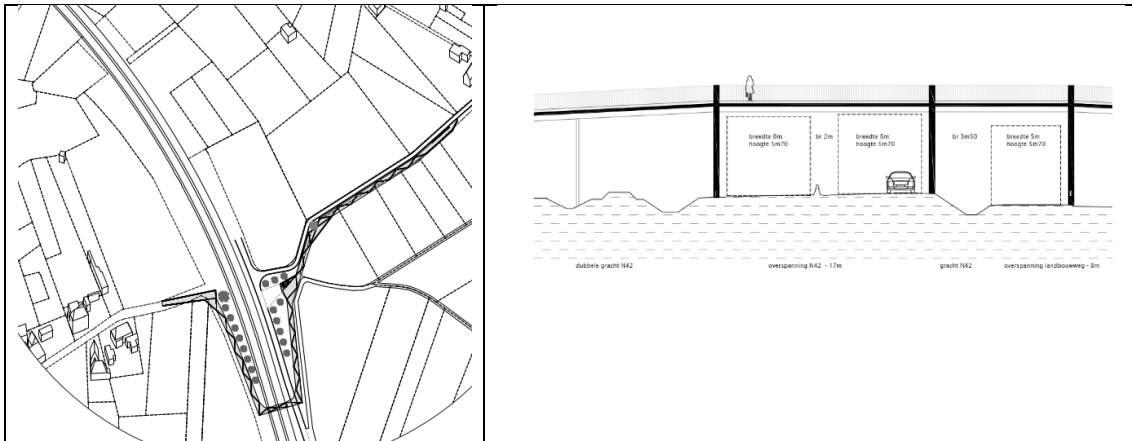 breedte 6m
hoogte 5m70
br 2m
breedte 6m
hoogte 5m70
br 3m50
breedte 5m
hoogte 5m70
dubbele gracht N42
overspanning N42 - 17m
gracht N42
overspanning landbouwweg - 9m